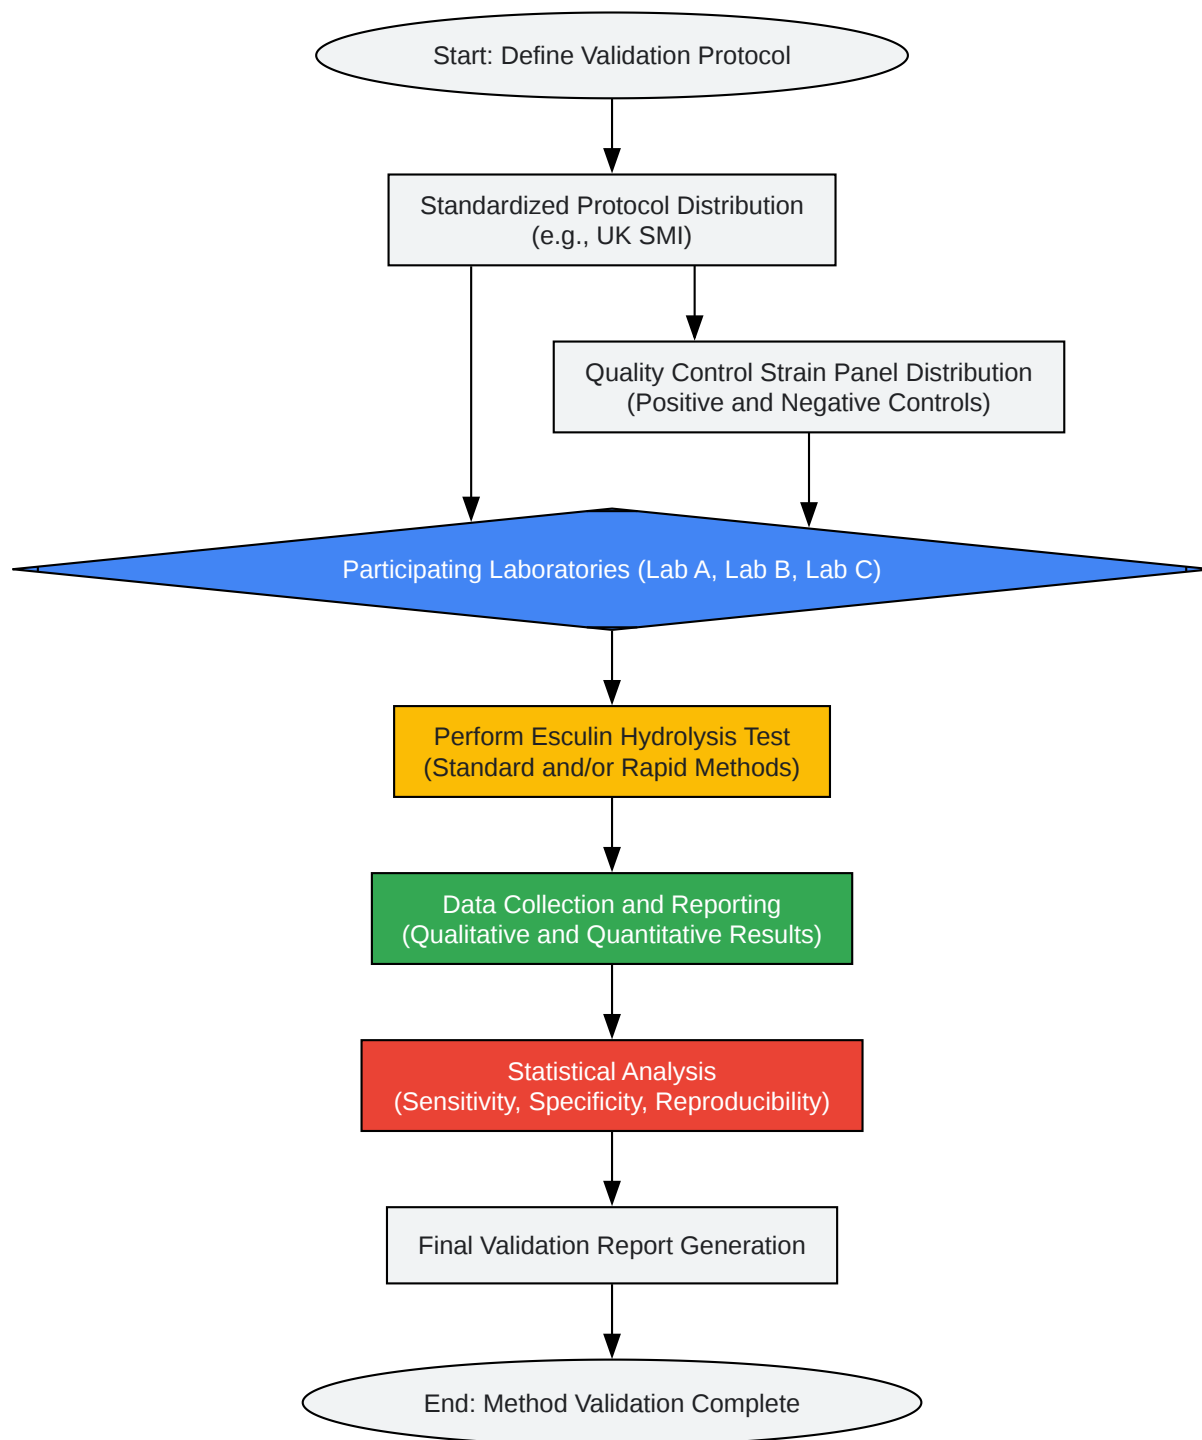 Start: Define Validation Protocol
Standardized Protocol Distribution
(e.g., UK SMI)
Quality Control Strain Panel Distribution
(Positive and Negative Controls)
Participating Laboratories (Lab A, Lab B, Lab C)
Perform Esculin Hydrolysis Test
(Standard and/or Rapid Methods)
Data Collection and Reporting
(Qualitative and Quantitative Results)
Statistical Analysis
(Sensitivity, Specificity, Reproducibility)
Final Validation Report Generation
End: Method Validation Complete